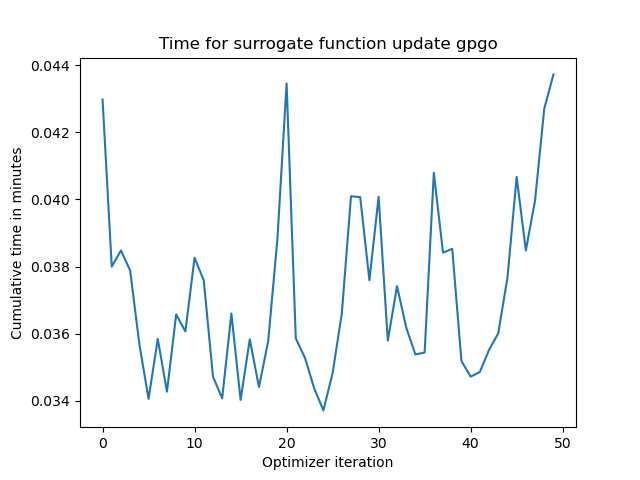 Time for surrogate function update gpgo
0.044
0.042
0.040
0.038
0.036
0.034
Cumulative time in minutes
0 10 20 30 40 50
Optimizer iteration